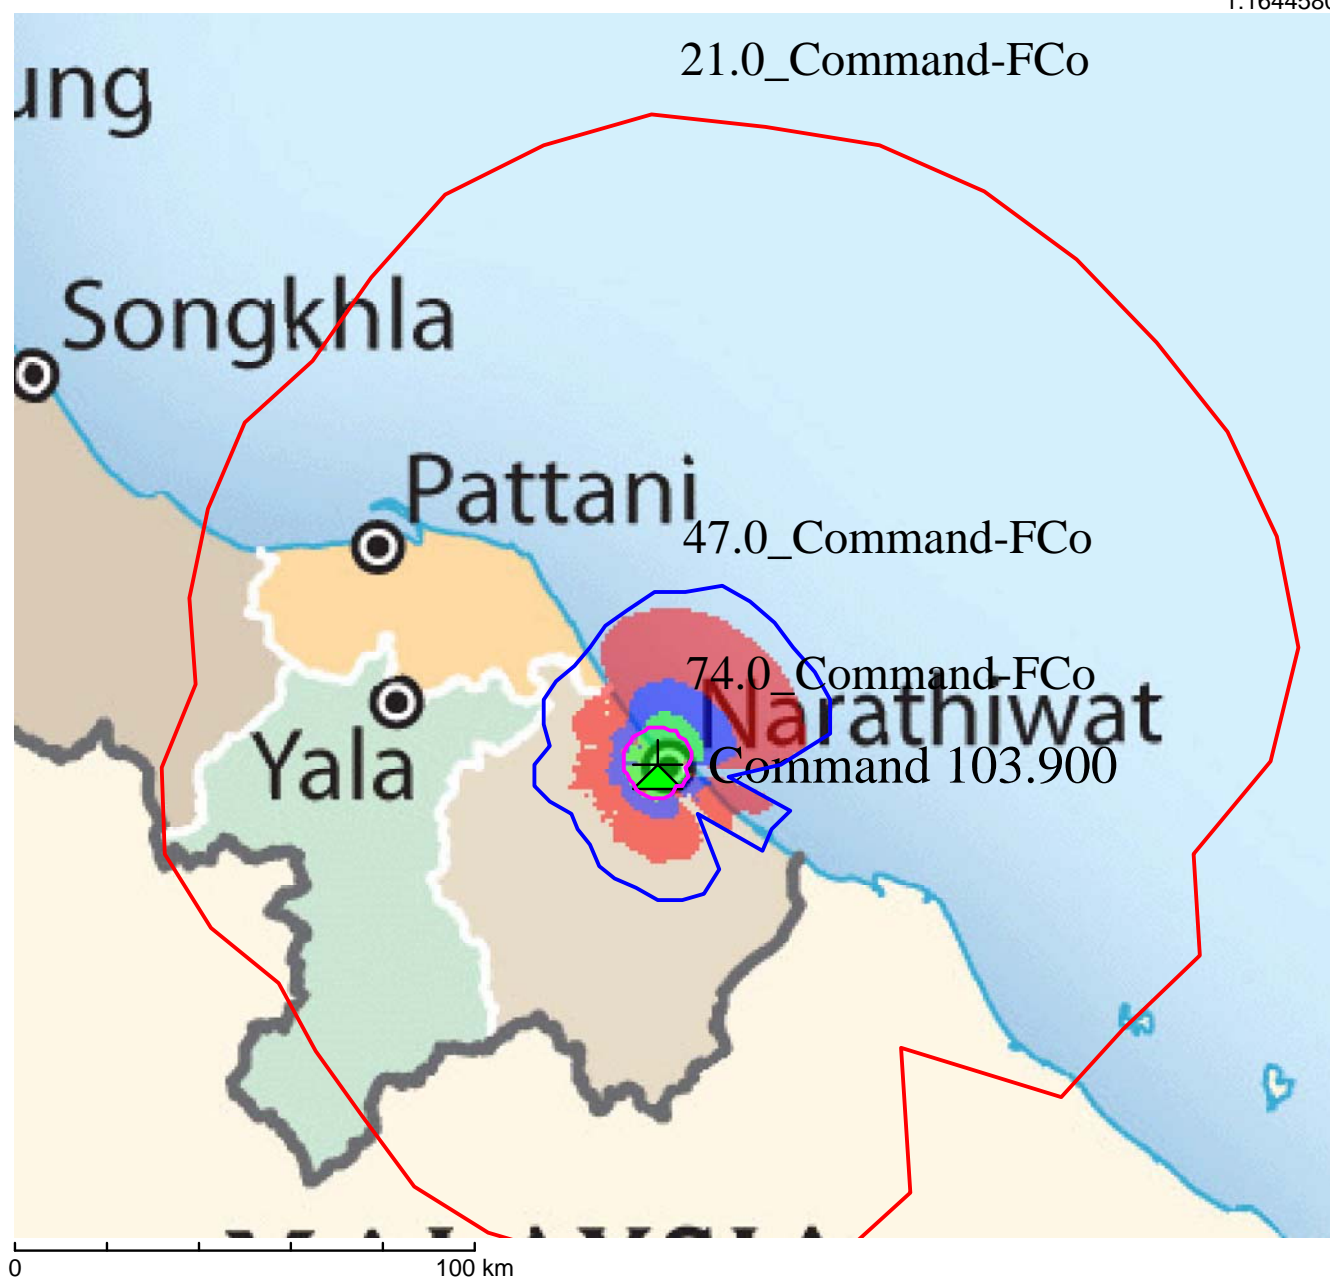 21.0_Command-FCo
Songkhla
Pattani
47.0_Command-FCo
74.0_Command-FCo
Narathiwat
Yala
Command 103.900
0
100 km